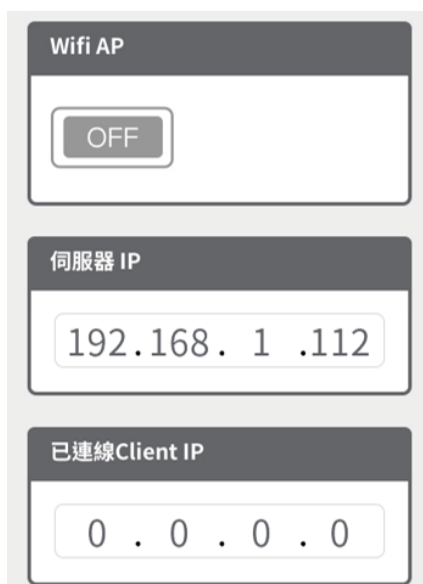 Wifi AP
OFF
伺服器 IP
192.168. 1 .112
已連線Client IP
0 . 0 . 0 . 0